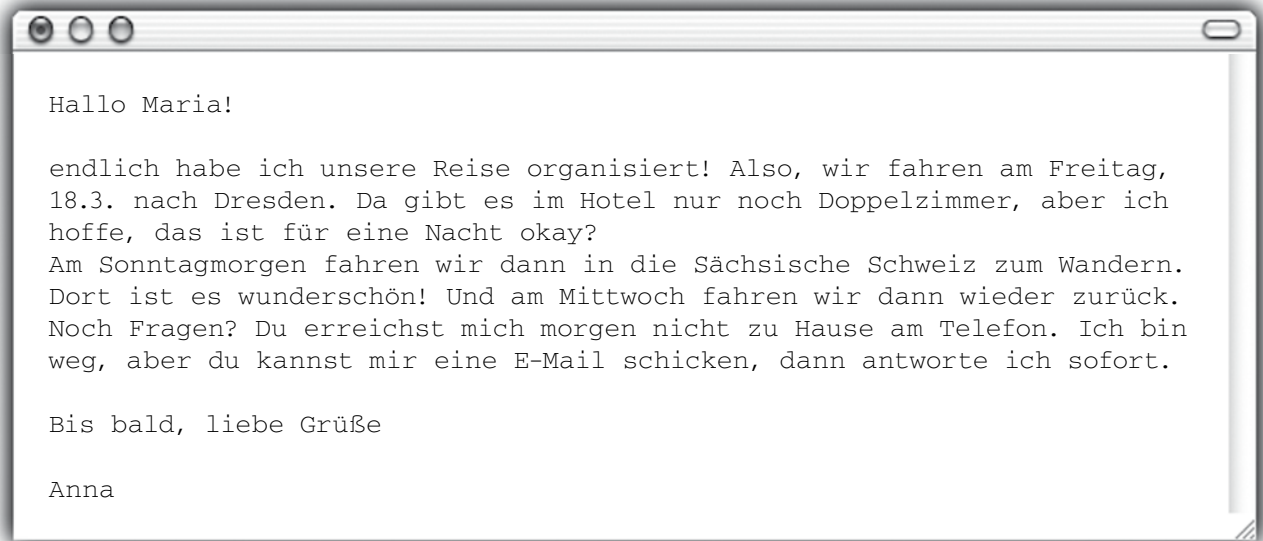 Hallo Maria!
endlich habe ich unsere Reise organisiert! Also, wir fahren am Freitag,
18.3. nach Dresden. Da gibt es im Hotel nur noch Doppelzimmer, aber ich
hoffe, das ist für eine Nacht okay?
Am Sonntagmorgen fahren wir dann in die Sächsische Schweiz zum Wandern.
Dort ist es wunderschön! Und am Mittwoch fahren wir dann wieder zurück.
Noch Fragen? Du erreichst mich morgen nicht zu Hause am Telefon. Ich bin
weg, aber du kannst mir eine E-Mail schicken, dann antworte ich sofort.
Bis bald, liebe Grüße
Anna